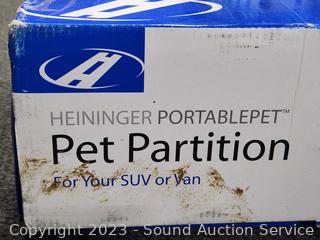 HEININGER PORTABLEPET™
Pet Partition
For Your SUV or Van
Copyright 2023 - Sound Auction Service